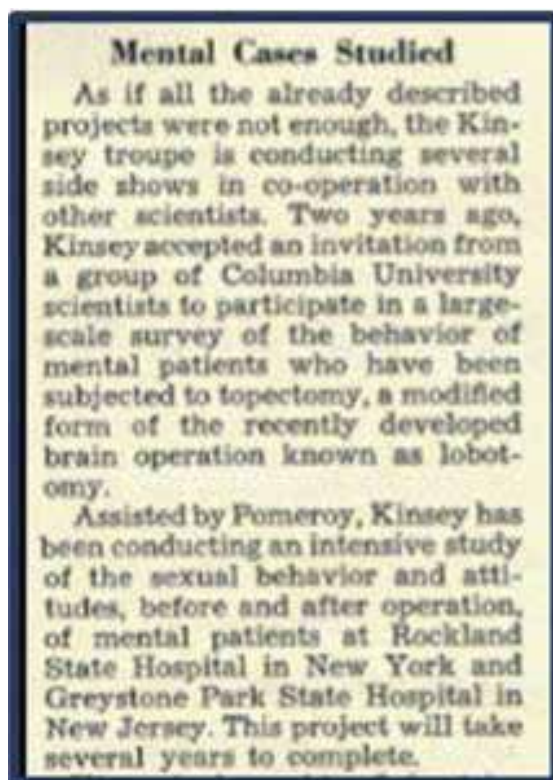 Mental Cases Studied
As if all the already described
projects were not enough, the Kin-
sey troupe is conducting several
side shows in co-operation with
other scientists. Two years ago,
Kinsey accepted an invitation from
a group of Columbia University
scientists to participate in a large-
scale survey of the behavior of
mental patients who have been
subjected to topectomy, a modified
form of the recently developed
brain operation known as lobot-
omy.
Assisted by Pomeroy, Kinsey has
been conducting an intensive study
of the sexual behavior and atti-
tudes, before and after operation,
of mental patients at Rockland
State Hospital in New York and
Greystone Park State Hospital in
New Jersey. This project will take
several years to complete.